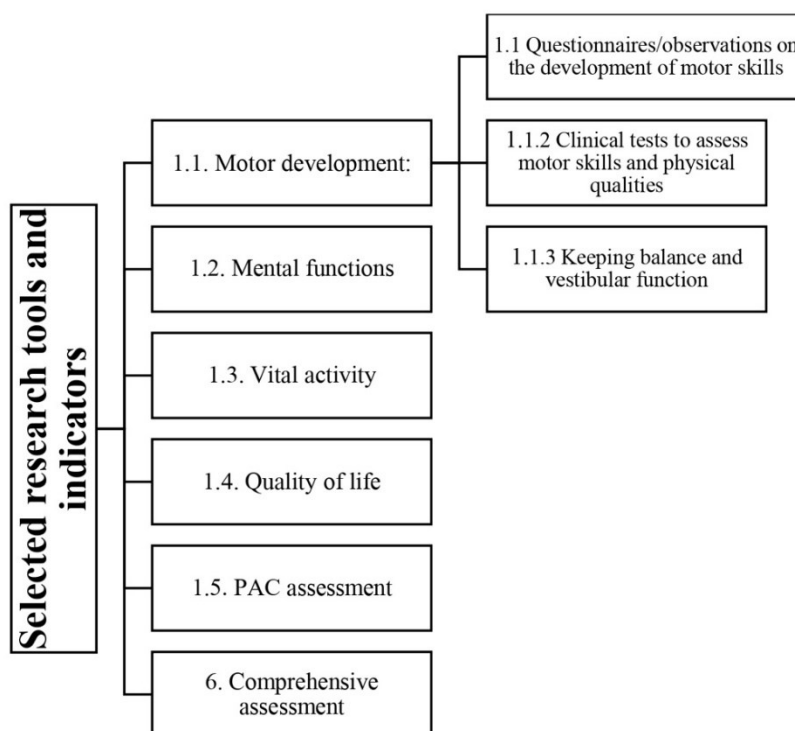 Selected research tools and
indicators
1.1. Motor development:
1.2. Mental functions
1.3. Vital activity
1.4. Quality of life
1.5. PAC assessment
6. Comprehensive
assessment
1.1 Questionnaires/observations on
the development of motor skills
1.1.2 Clinical tests to assess
motor skills and physical
qualities
1.1.3 Keeping balance and
vestibular function